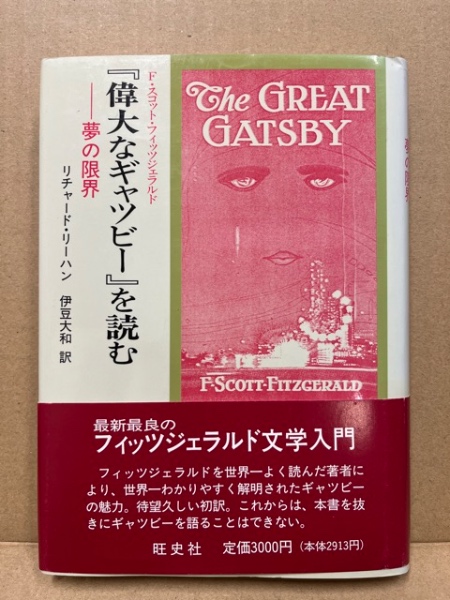 F・スコット・フィッツジェラルド
『偉大なギャツビー』を読む
──夢の限界
リチャード・リーハン 伊豆大和 訳
The GREAT
GATSBY
F·SCOTT·FITZGERALD
最新最良の
フィッツジェラルド文学入門
フィッツジェラルドを世界一よく読んだ著者に
より、世界一わかりやすく解明されたギャツビー
の魅力。待望久しい初訳。これからは、本書を抜
きにギャツビーを語ることはできない。
旺史社 定価3000円(本体2913円)
夢の限界